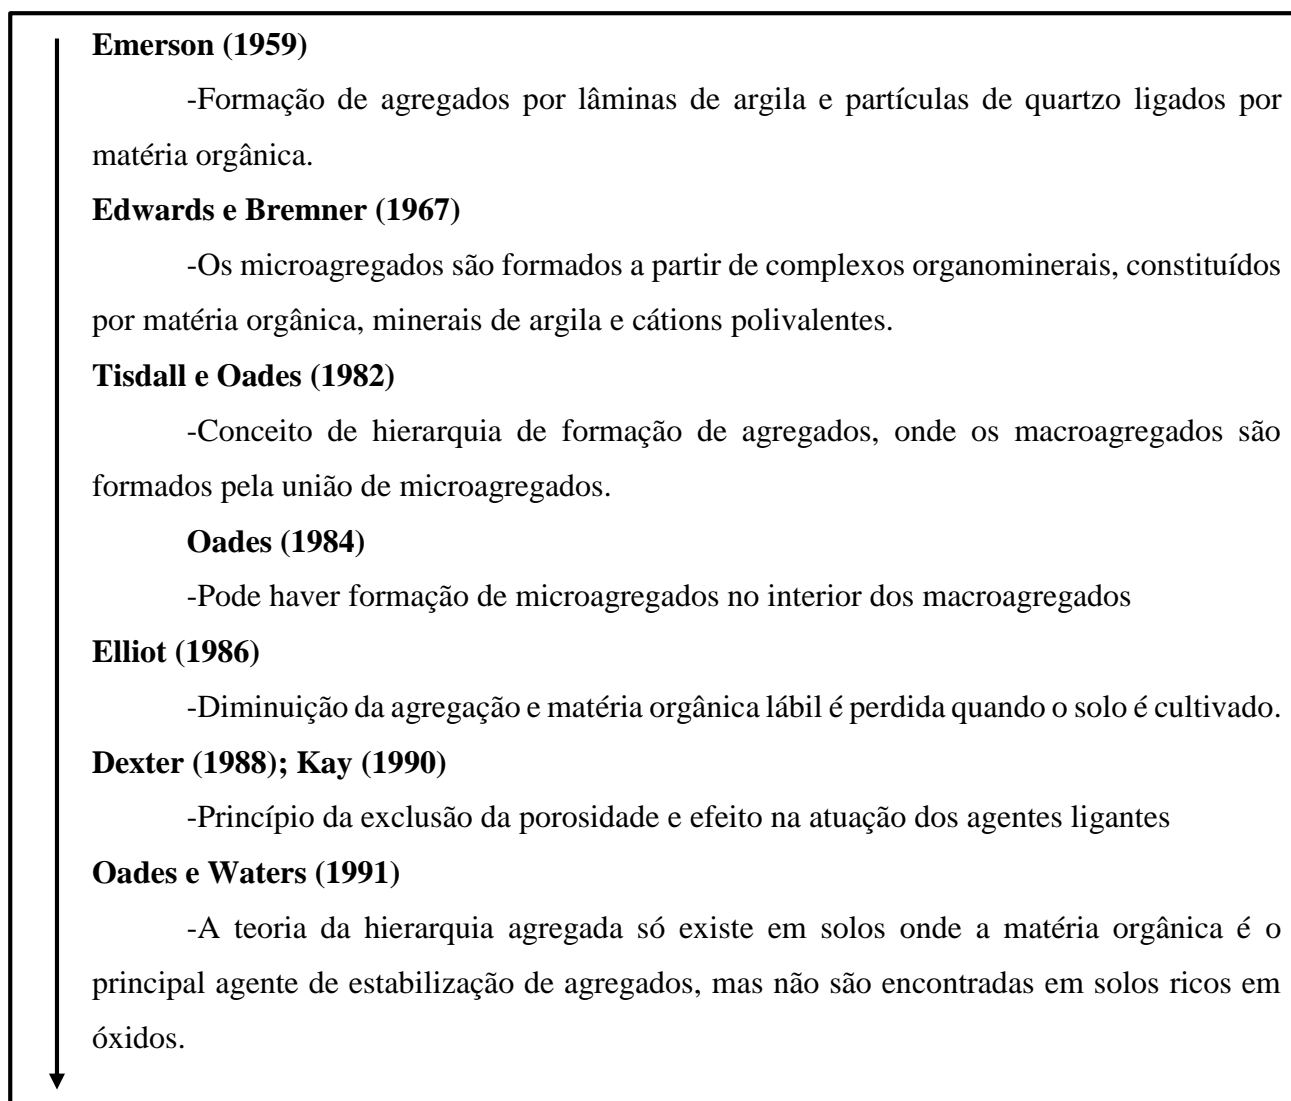 Emerson (1959)
-Formação de agregados por lâminas de argila e partículas de quartzo ligados por
matéria orgânica.
Edwards e Bremner (1967)
-Os microagregados são formados a partir de complexos organominerais, constituídos
por matéria orgânica, minerais de argila e cátions polivalentes.
Tisdall e Oades (1982)
-Conceito de hierarquia de formação de agregados, onde os macroagregados são
formados pela união de microagregados.
Oades (1984)
-Pode haver formação de microagregados no interior dos macroagregados
Elliot (1986)
-Diminuição da agregação e matéria orgânica lábil é perdida quando o solo é cultivado.
Dexter (1988); Kay (1990)
-Princípio da exclusão da porosidade e efeito na atuação dos agentes ligantes
Oades e Waters (1991)
-A teoria da hierarquia agregada só existe em solos onde a matéria orgânica é o
principal agente de estabilização de agregados, mas não são encontradas em solos ricos em
óxidos.